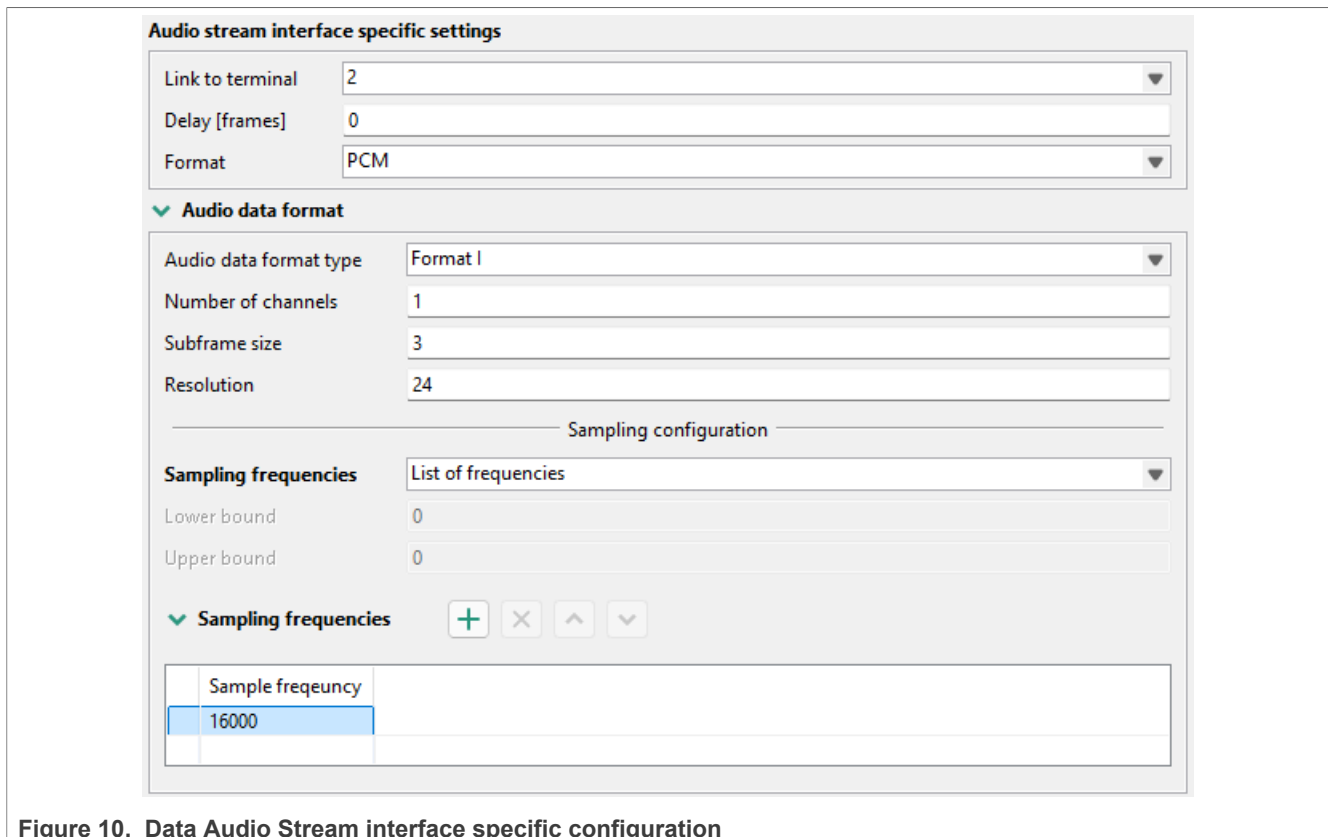 Audio stream interface specific settings
Link to terminal 2
Delay [frames] 0
Format PCM
Audio data format
Audio data format type Format I
Number of channels 1
Subframe size 3
Resolution 24
Sampling configuration
Sampling frequencies List of frequencies
Lower bound 0
Upper bound 0
Sampling frequencies
Sample freqeuncy
16000
Figure 10. Data Audio Stream interface specific configuration